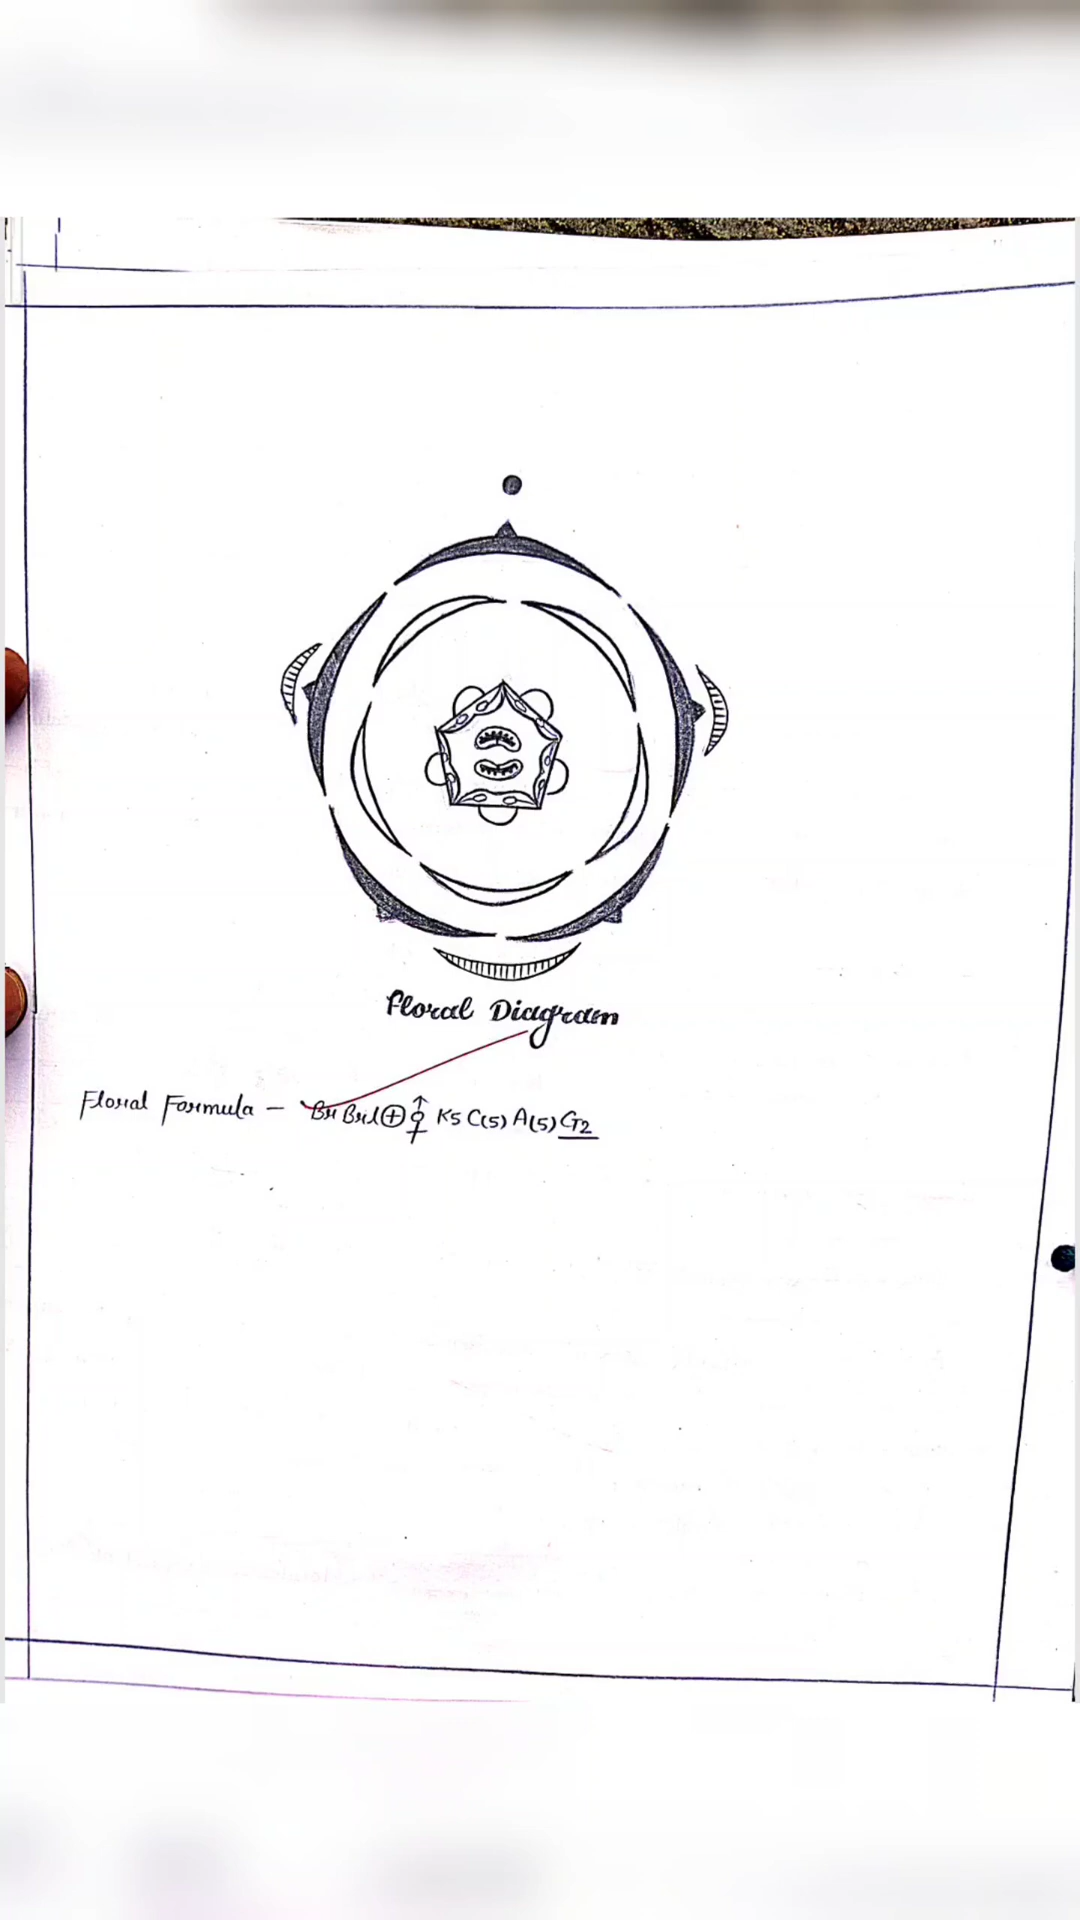 Floral Diagram
Floral Formula - Br Brl ⊕ ⚥ K5 C(5) A(5) G2